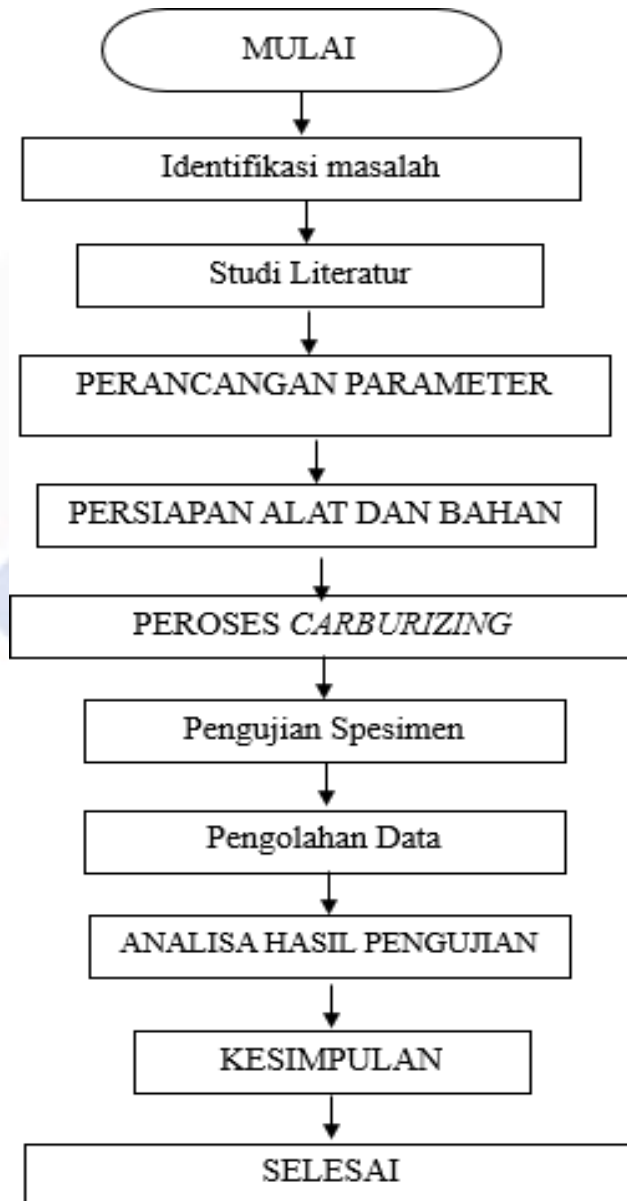 MULAI
Identifikasi masalah
Studi Literatur
PERANCANGAN PARAMETER
PERSIAPAN ALAT DAN BAHAN
PEROSES CARBURIZING
Pengujian Spesimen
Pengolahan Data
ANALISA HASIL PENGUJIAN
KESIMPULAN
SELESAI